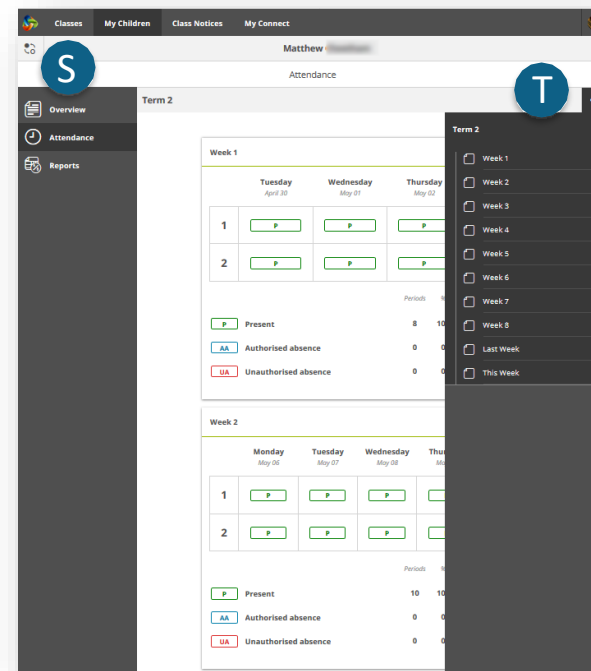 Classes My Children Class Notices My Connect
Matthew
Attendance
S
T
Overview
Attendance
Reports
Term 2
Week 1
Tuesday Wednesday Thursday
April 30 May 01 May 02
1 P P P
2 P P P
Periods
P Present 8 10
AA Authorised absence 0 0
UA Unauthorised absence 0 0
Week 2
Monday Tuesday Wednesday Thu
May 06 May 07 May 08
1 P P P
2 P P P
Periods
P Present 10 10
AA Authorised absence 0 0
UA Unauthorised absence 0 0
Term 2
Week 1
Week 2
Week 3
Week 4
Week 5
Week 6
Week 7
Week 8
Last Week
This Week